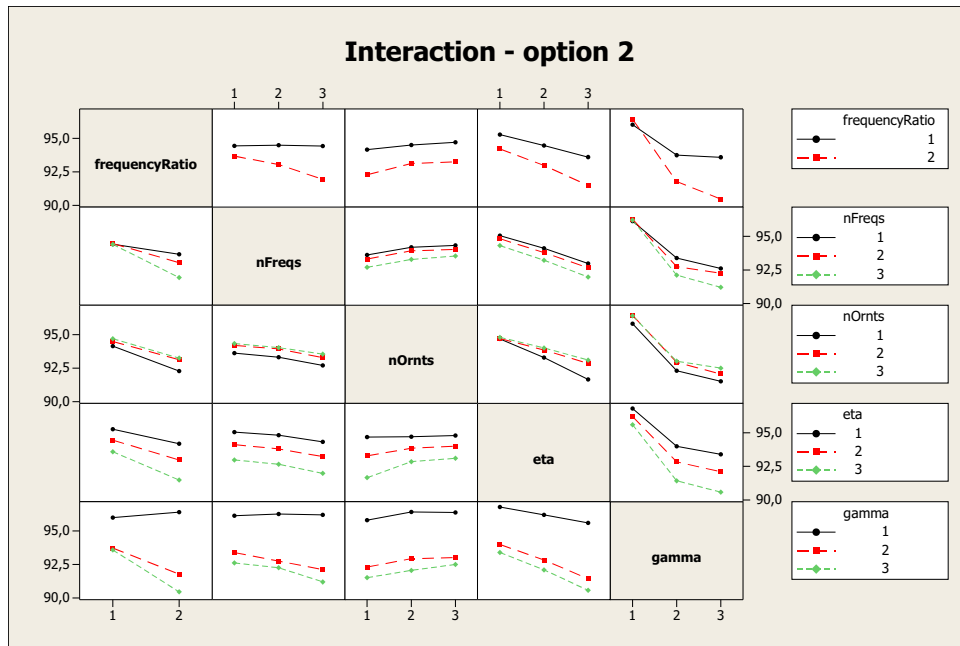 Interaction - option 2
1 2 3 1 2 3
95,0
92,5
90,0
frequencyRatio
frequencyRatio
1
2
nFreqs
95,0
92,5
90,0
nFreqs
1
2
3
95,0
92,5
90,0
nOrnts
nOrnts
1
2
3
eta
95,0
92,5
90,0
eta
1
2
3
95,0
92,5
90,0
gamma
gamma
1
2
3
1 2 1 2 3 1 2 3